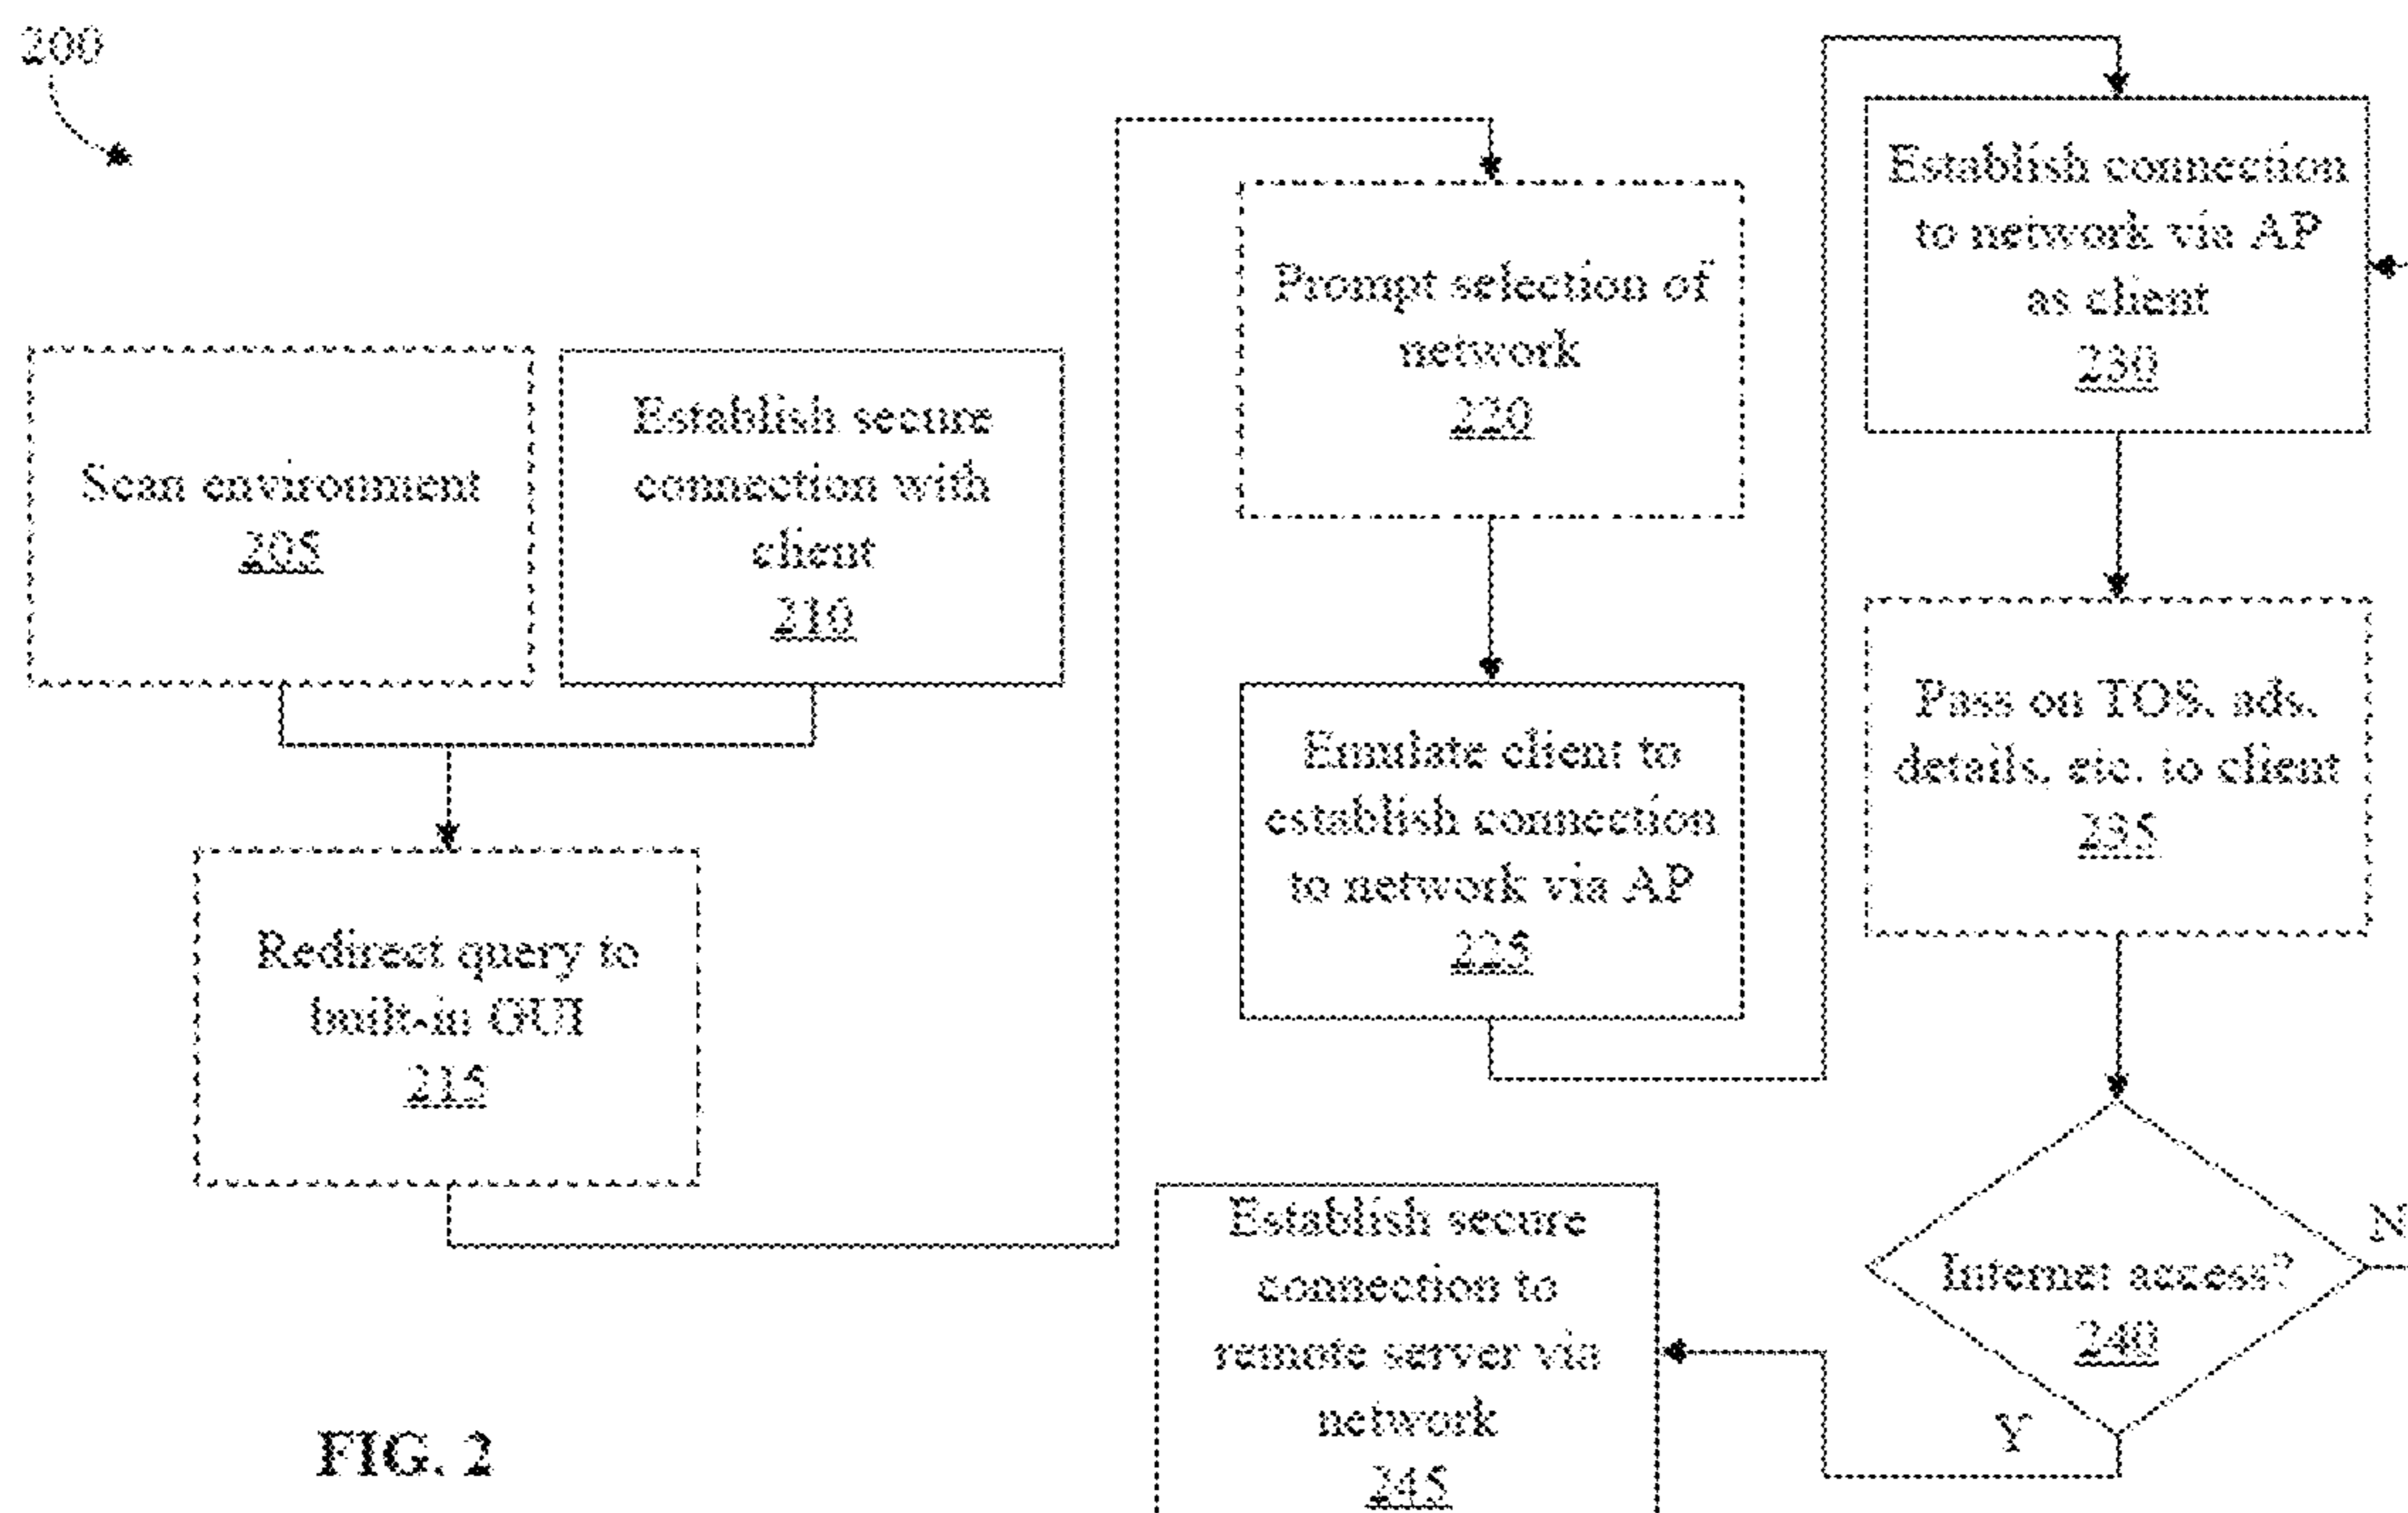 200
Scan environment
205
Establish secure
connection with
client
210
Redirect query to
built-in GUI
215
Prompt selection of
network
220
Emulate client to
establish connection
to network via AP
225
Establish connection
to network via AP
as client
230
Pass on TOS, ads,
details, etc. to client
235
Internet access?
240
N
Y
Establish secure
connection to
remote server via
network
245
FIG. 2